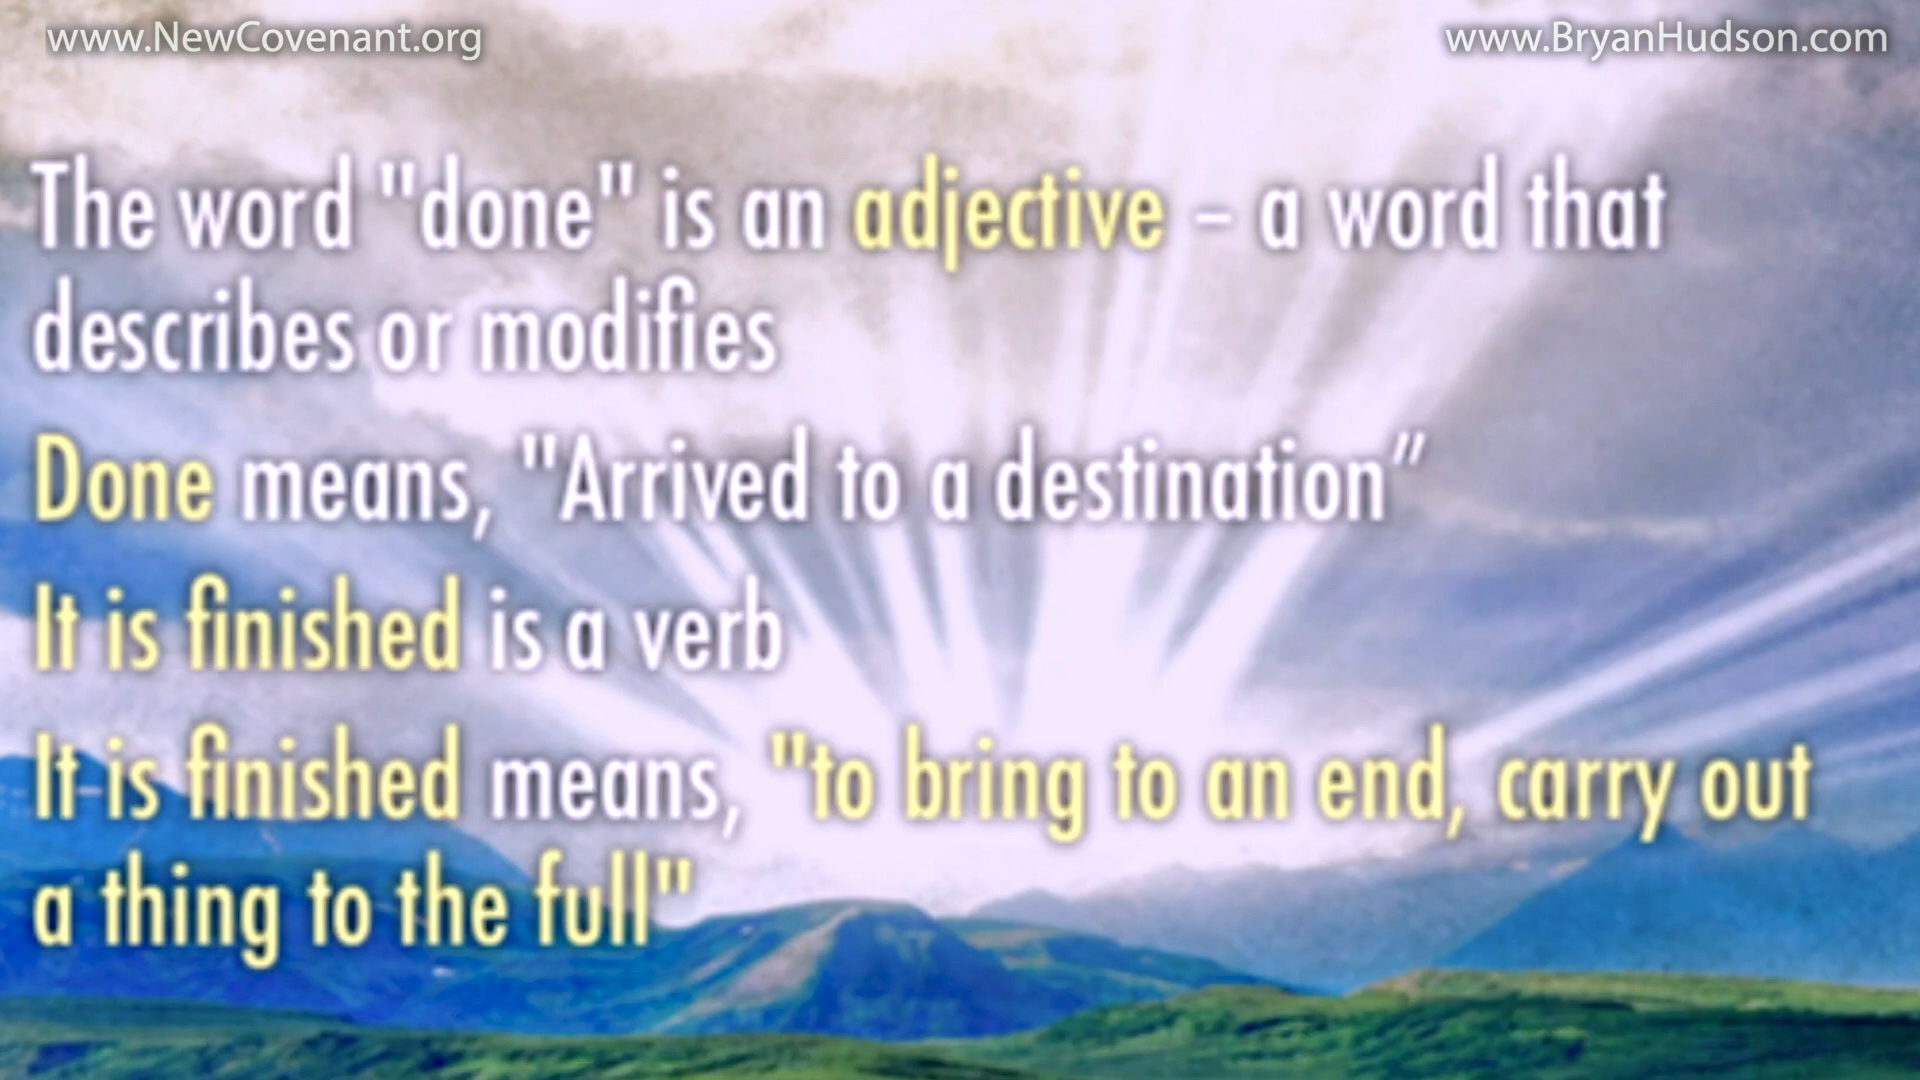 www.NewCovenant.org
www.BryanHudson.com
The word "done" is an adjective – a word that
describes or modifies
Done means, "Arrived to a destination”
It is finished is a verb
It is finished means, "to bring to an end, carry out
a thing to the full"